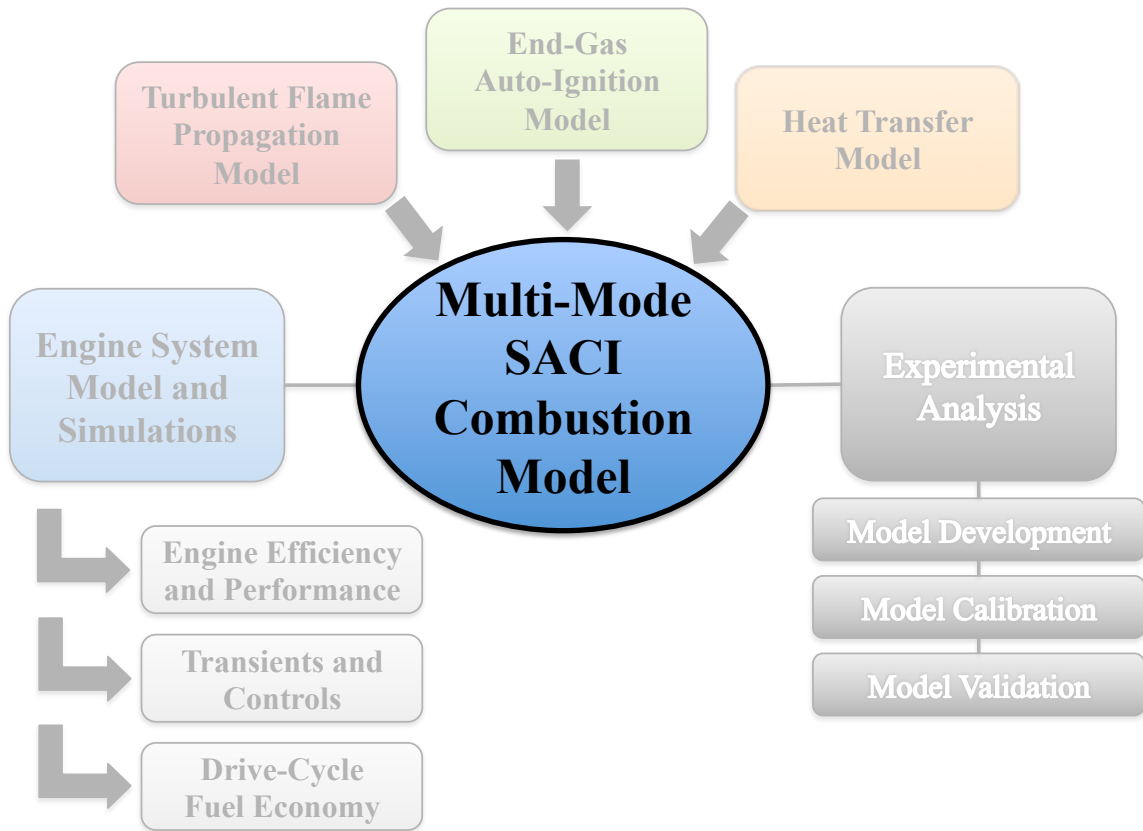 End-Gas
Auto-Ignition
Model
Turbulent Flame
Propagation
Model
Heat Transfer
Model
Multi-Mode
SACI
Combustion
Model
Engine System
Model and
Simulations
Experimental
Analysis
Engine Efficiency
and Performance
Transients and
Controls
Drive-Cycle
Fuel Economy
Model Development
Model Calibration
Model Validation